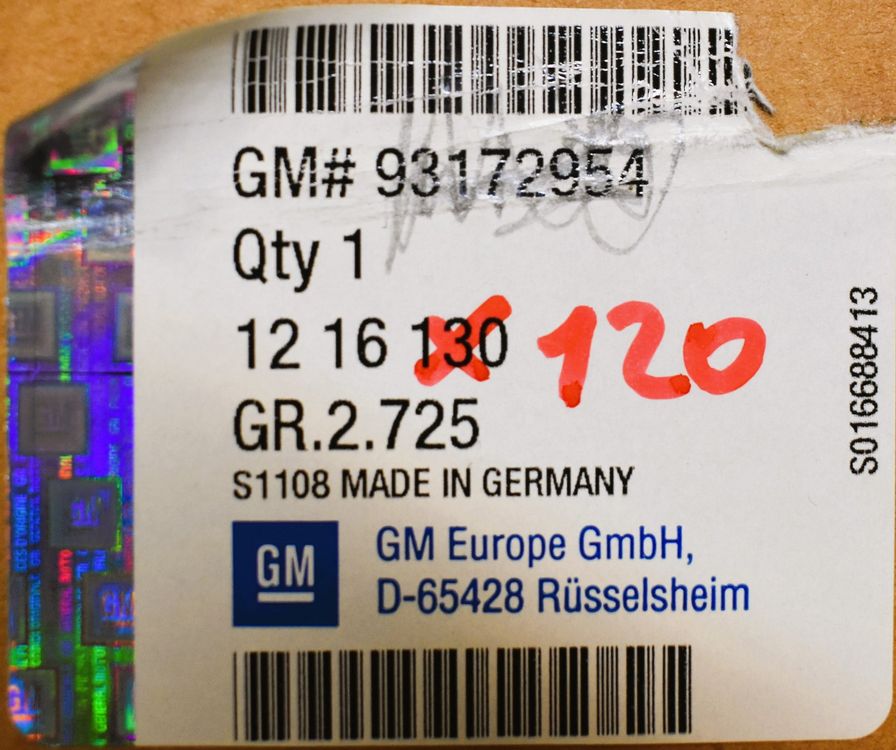 GM# 93172954
Qty 1
12 16 130 120
GR.2.725
S1108 MADE IN GERMANY
GM
GM Europe GmbH,
D-65428 Rüsselsheim
S016688413